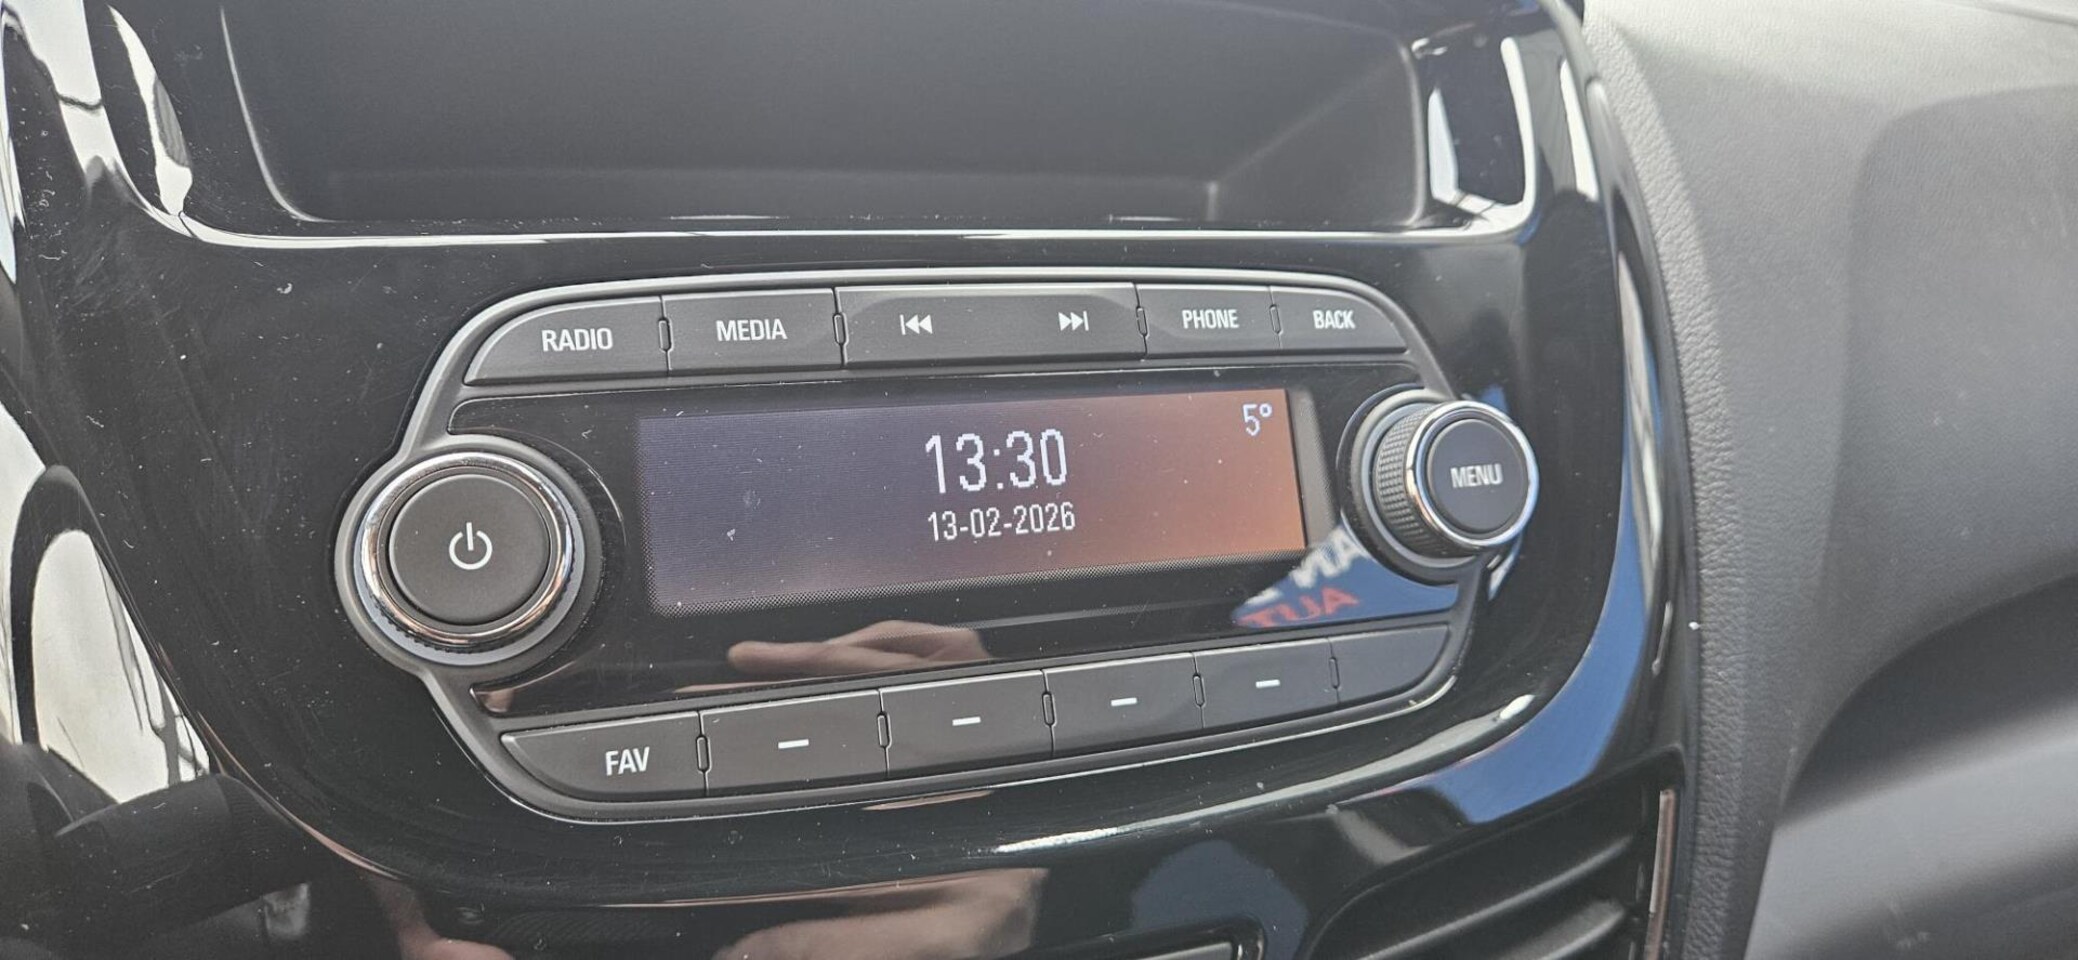 RADIO MEDIA PHONE BACK
5°
13:30
MENU
13-02-2026
FAV